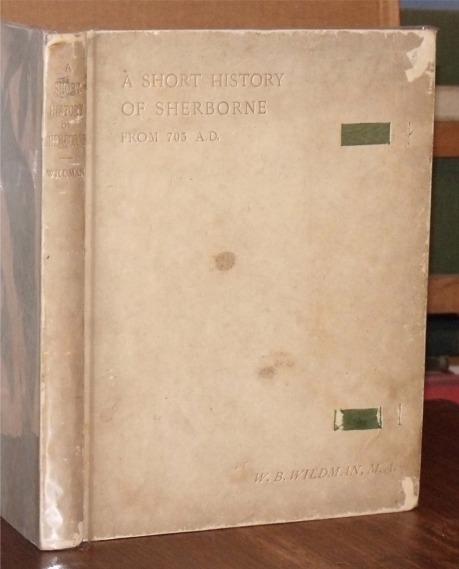 A
SHORT
HISTORY
OF
SHERBORNE
WILDMAN
A SHORT HISTORY
OF SHERBORNE
FROM 705 A.D.
W. B. WILDMAN, M.A.